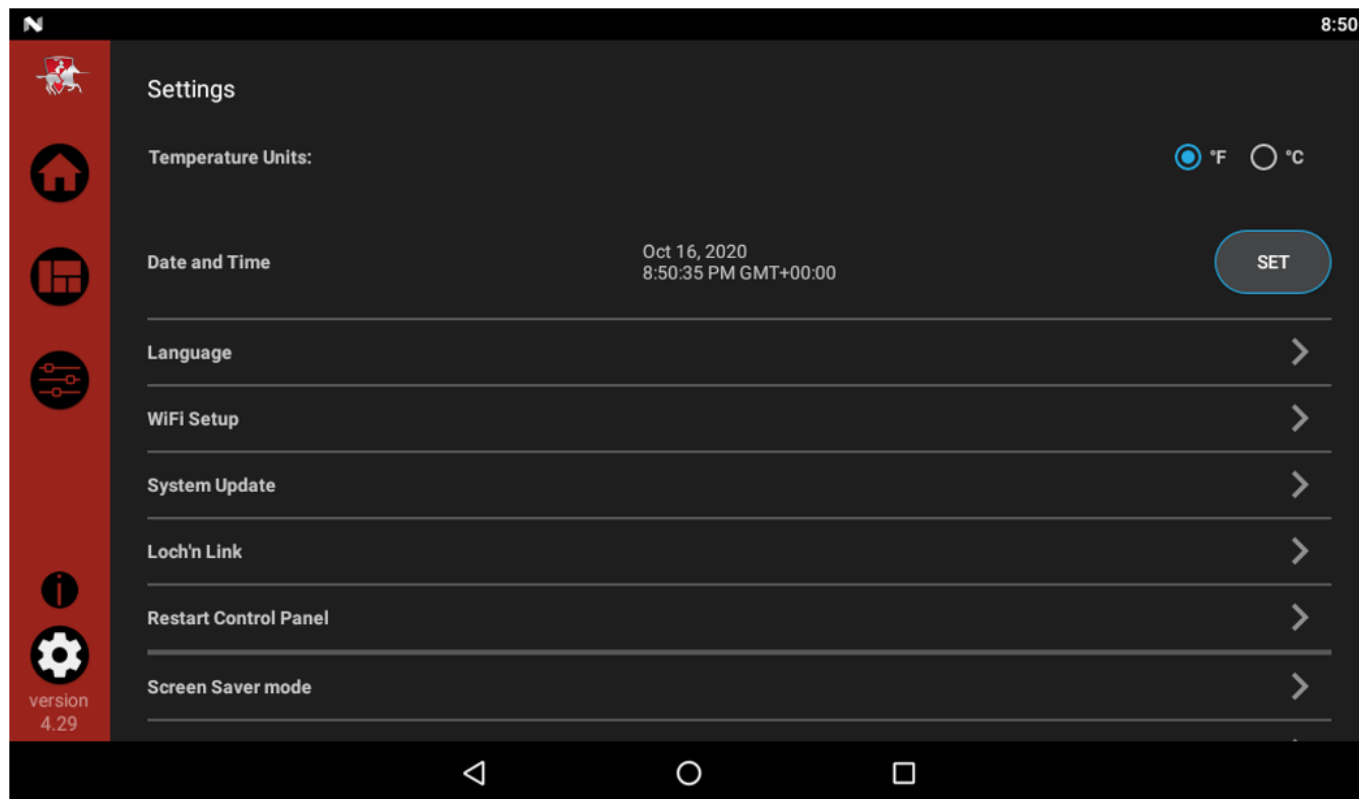 8:50
Settings
Temperature Units:
°F
°C
Date and Time
Oct 16, 2020
8:50:35 PM GMT+00:00
SET
Language
WiFi Setup
System Update
Loch'n Link
Restart Control Panel
Screen Saver mode
version
4.29